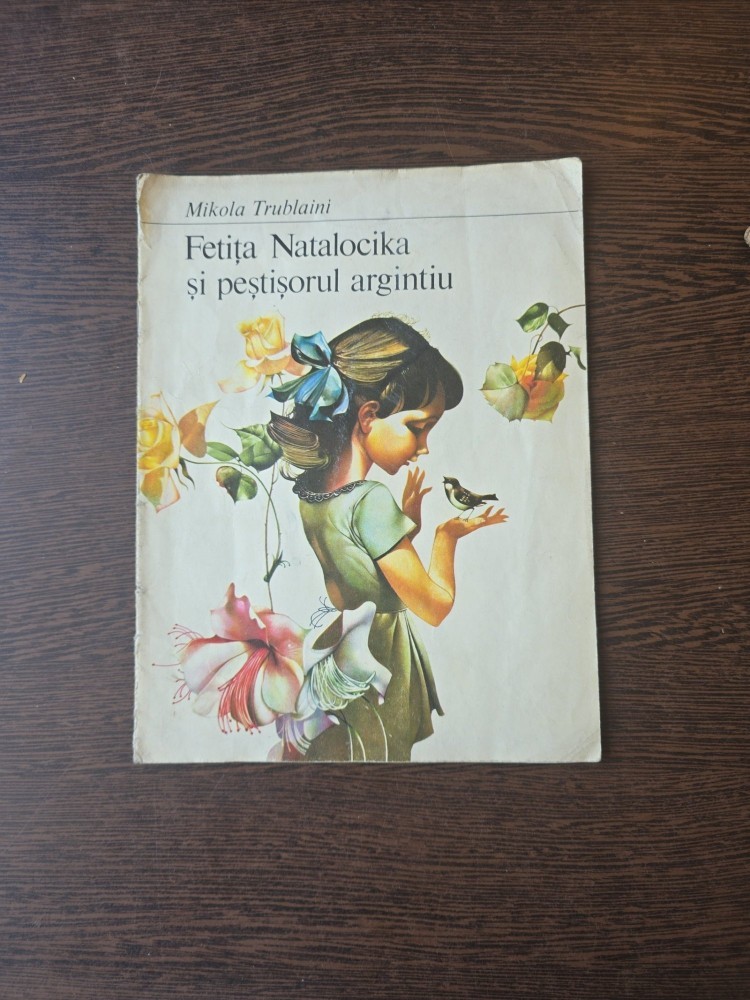 Mikola Trublaini
Fetița Natalocika
și peștișorul argintiu